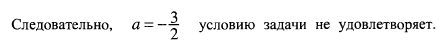 Следовательно, a = -3/2 условию задачи не удовлетворяет.